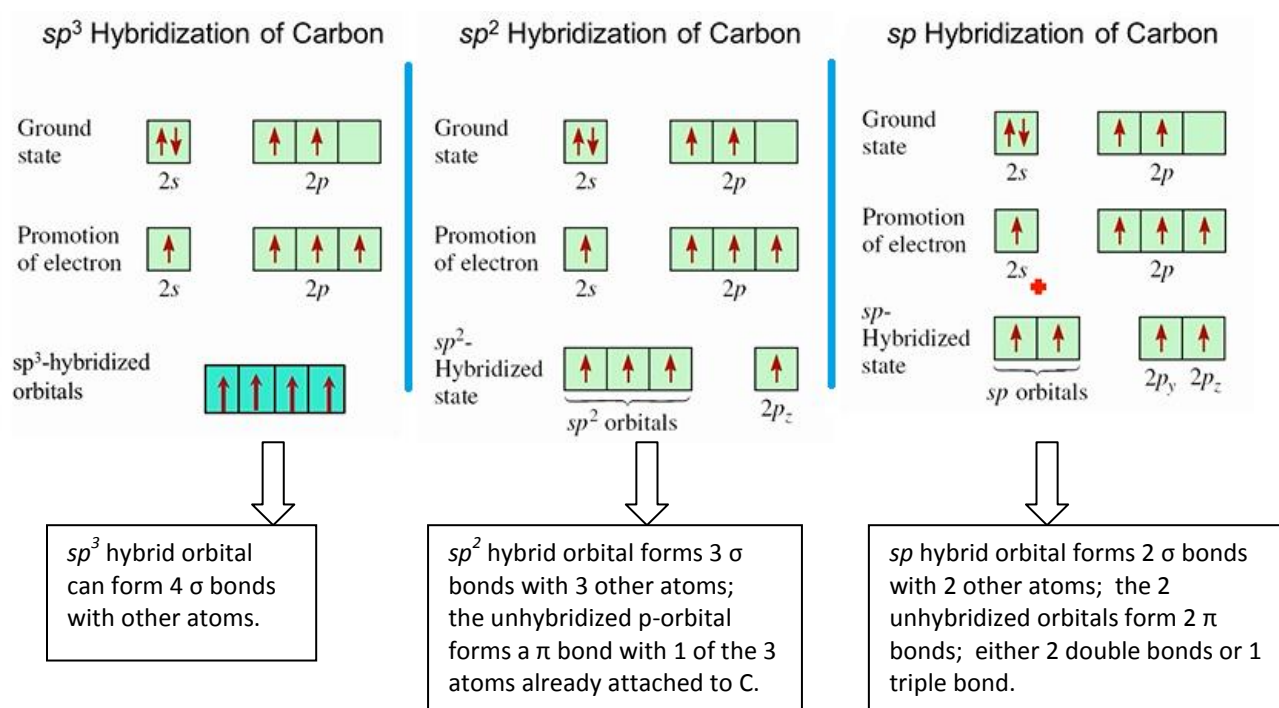 sp³ Hybridization of Carbon
Ground
state
2s
2p
Promotion
of electron
2s
2p
sp³-hybridized
orbitals
sp³ hybrid orbital
can form 4 σ bonds
with other atoms.
sp² Hybridization of Carbon
Ground
state
2s
2p
Promotion
of electron
2s
2p
sp²-
Hybridized
state
sp² orbitals
2p_z
sp² hybrid orbital forms 3 σ
bonds with 3 other atoms;
the unhybridized p-orbital
forms a π bond with 1 of the 3
atoms already attached to C.
sp Hybridization of Carbon
Ground
state
2s
2p
Promotion
of electron
2s
2p
sp-
Hybridized
state
sp orbitals
2p_y 2p_z
sp hybrid orbital forms 2 σ bonds
with 2 other atoms; the 2
unhybridized orbitals form 2 π
bonds; either 2 double bonds or 1
triple bond.